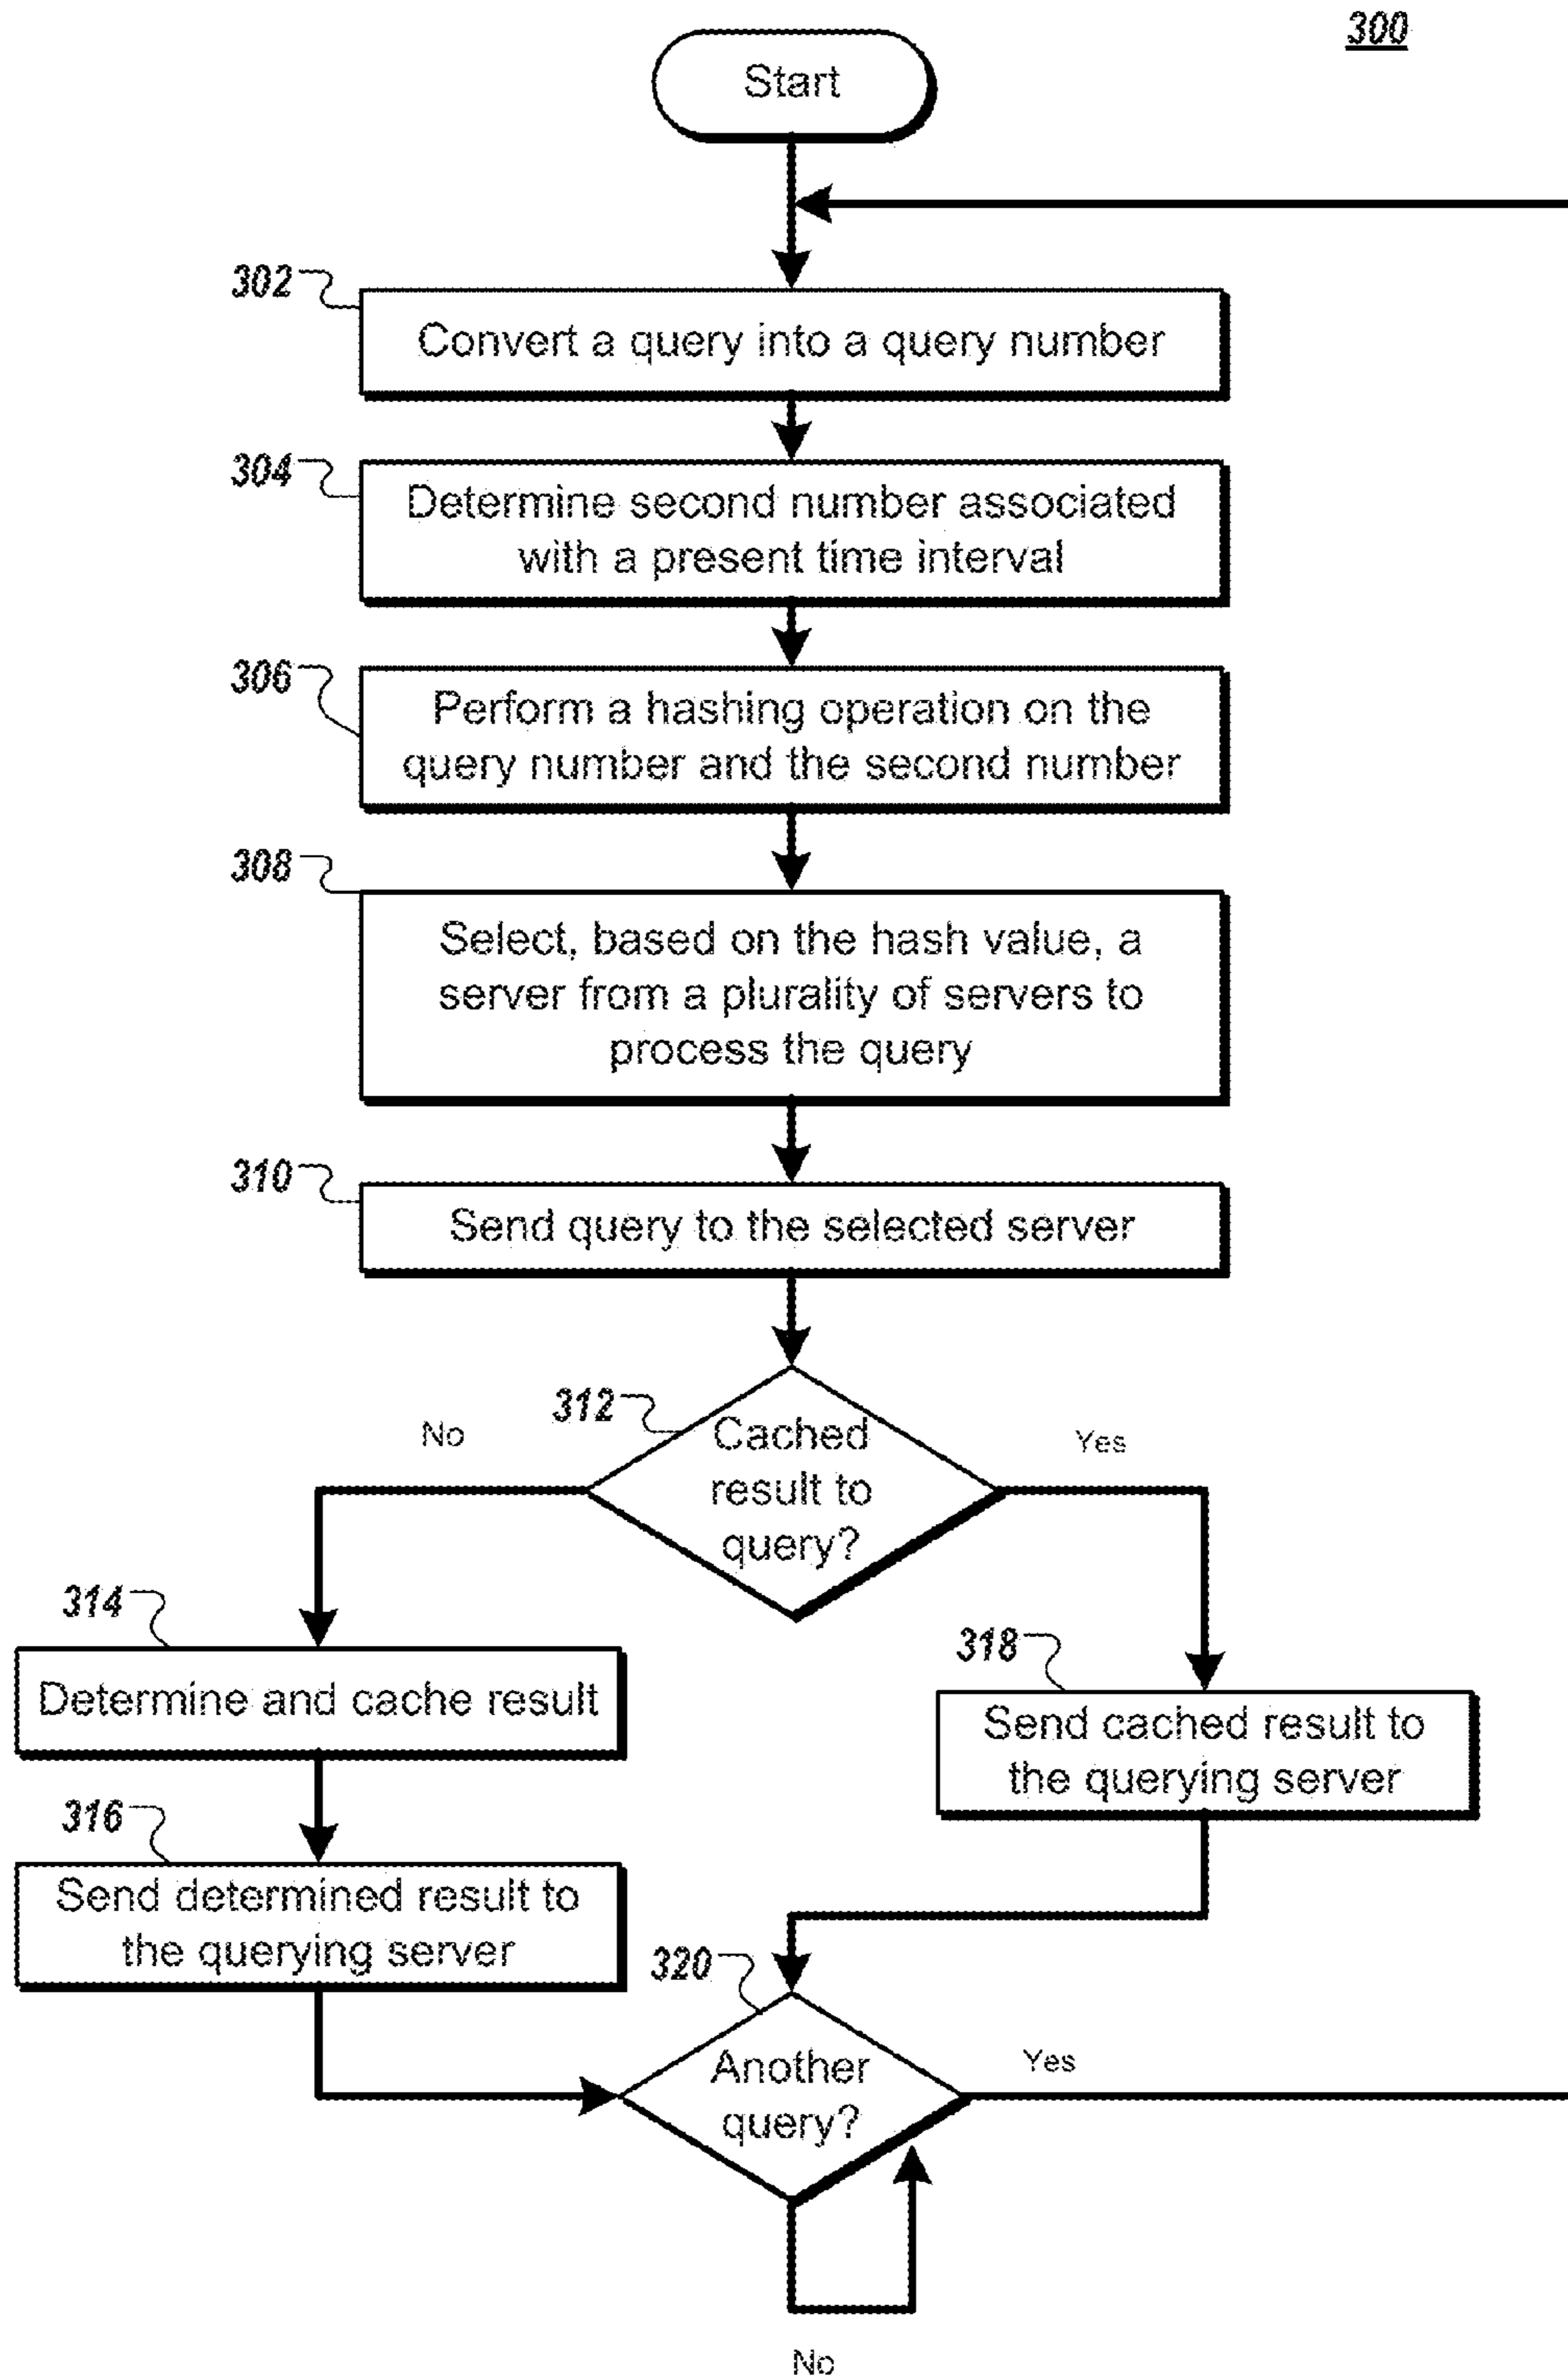 300
Start
302
Convert a query into a query number
304
Determine second number associated
with a present time interval
306
Perform a hashing operation on the
query number and the second number
308
Select, based on the hash value, a
server from a plurality of servers to
process the query
310
Send query to the selected server
312
Cached
result to
query?
No
Yes
314
Determine and cache result
318
Send cached result to
the querying server
316
Send determined result to
the querying server
320
Another
query?
Yes
No